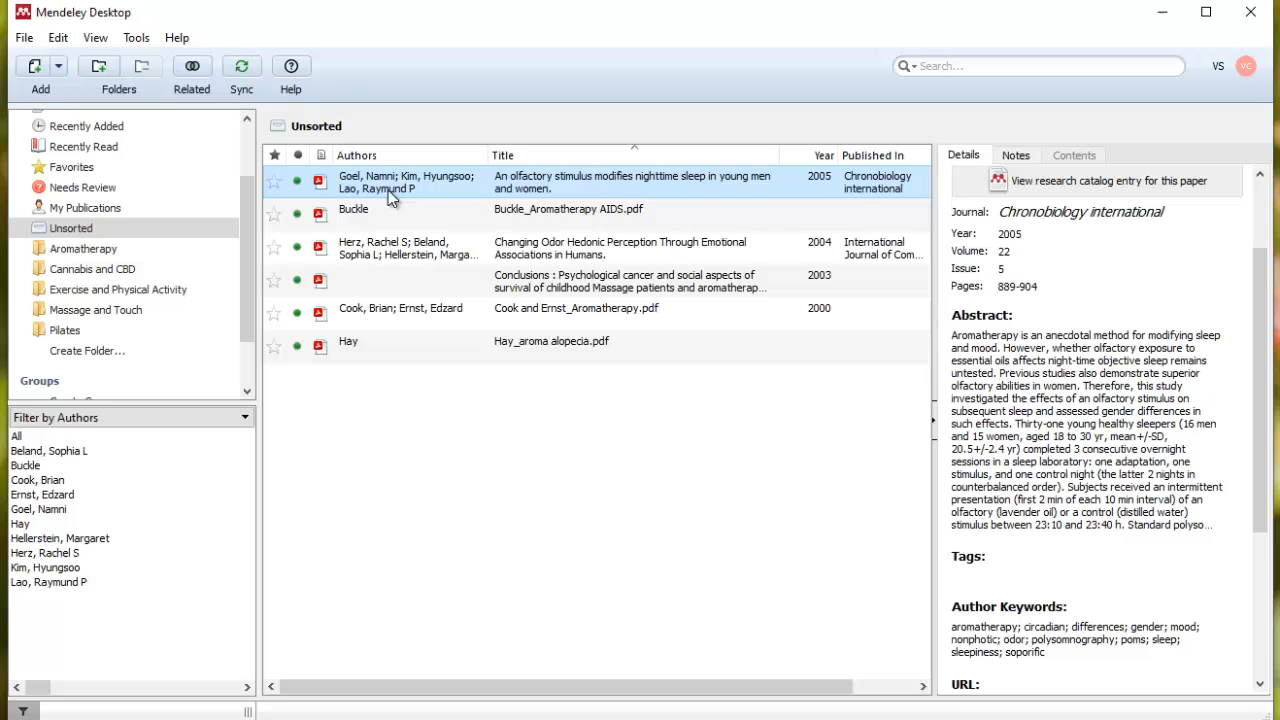 Mendeley Desktop
File Edit View Tools Help
Add Folders Related Sync Help
Search...
VS VC
Recently Added
Recently Read
Favorites
Needs Review
My Publications
Unsorted
Aromatherapy
Cannabis and CBD
Exercise and Physical Activity
Massage and Touch
Pilates
Create Folder...
Groups
Filter by Authors
All
Beland, Sophia L
Buckle
Cook, Brian
Ernst, Edzard
Goel, Namni
Hay
Hellerstein, Margaret
Herz, Rachel S
Kim, Hyungsoo
Lao, Raymund P
Unsorted
Authors Title Year Published In
Goel, Namni; Kim, Hyungsoo; An olfactory stimulus modifies nighttime sleep in young men 2005 Chronobiology
Lao, Raymund P and women. international
Buckle Buckle_Aromatherapy AIDS.pdf
Herz, Rachel S; Beland, Changing Odor Hedonic Perception Through Emotional 2004 International
Sophia L; Hellerstein, Marga... Associations in Humans. Journal of Com...
Conclusions : Psychological cancer and social aspects of 2003
survival of childhood Massage patients and aromatherap...
Cook, Brian; Ernst, Edzard Cook and Ernst_Aromatherapy.pdf 2000
Hay Hay_aroma alopecia.pdf
Details Notes Contents
View research catalog entry for this paper
Journal: Chronobiology international
Year: 2005
Volume: 22
Issue: 5
Pages: 889-904
Abstract:
Aromatherapy is an anecdotal method for modifying sleep
and mood. However, whether olfactory exposure to
essential oils affects night-time objective sleep remains
untested. Previous studies also demonstrate superior
olfactory abilities in women. Therefore, this study
investigated the effects of an olfactory stimulus on
subsequent sleep and assessed gender differences in
such effects. Thirty-one young healthy sleepers (16 men
and 15 women, aged 18 to 30 yr, mean+/-SD,
20.5+/-2.4 yr) completed 3 consecutive overnight
sessions in a sleep laboratory: one adaptation, one
stimulus, and one control night (the latter 2 nights in
counterbalanced order). Subjects received an intermittent
presentation (first 2 min of each 10 min interval) of an
olfactory (lavender oil) or a control (distilled water)
stimulus between 23:10 and 23:40 h. Standard polyso...
Tags:
Author Keywords:
aromatherapy; circadian; differences; gender; mood;
nonphotic; odor; polysomnography; poms; sleep;
sleepiness; soporific
URL: